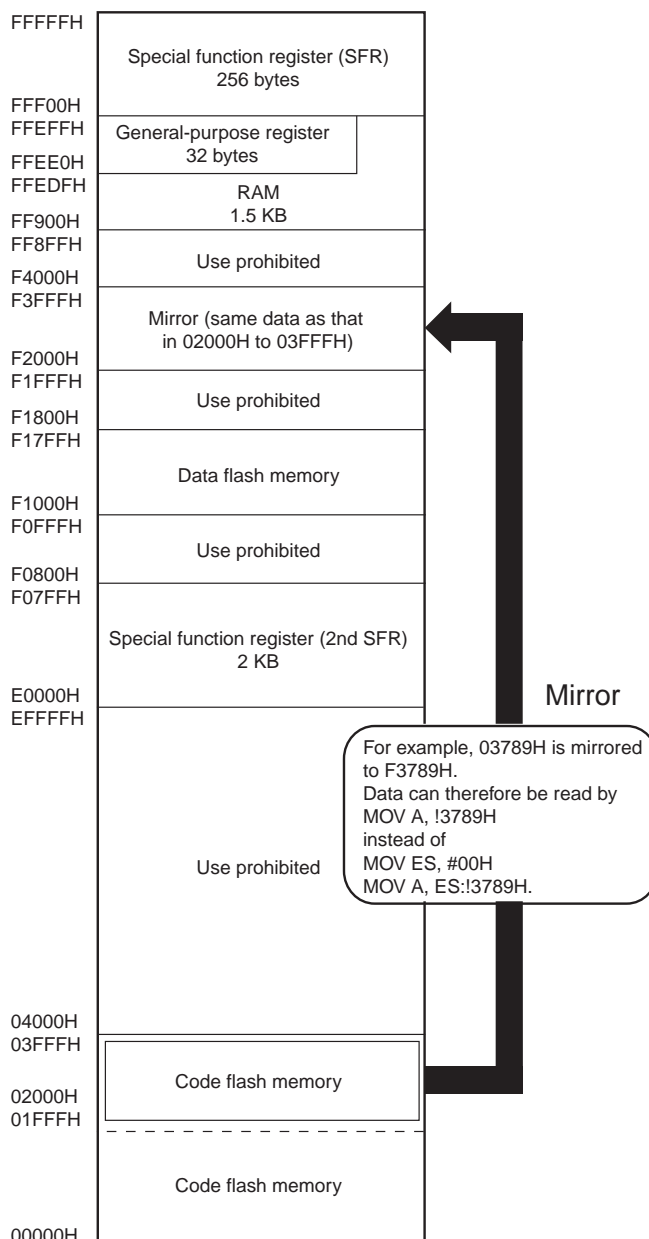 FFFFFH
Special function register (SFR)
256 bytes
FFF00H
FFEFFH
General-purpose register
32 bytes
FFEE0H
FFEDFH
RAM
1.5 KB
FF900H
FF8FFH
Use prohibited
F4000H
F3FFFH
Mirror (same data as that
in 02000H to 03FFFH)
F2000H
F1FFFH
Use prohibited
F1800H
F17FFH
Data flash memory
F1000H
F0FFFH
Use prohibited
F0800H
F07FFH
Special function register (2nd SFR)
2 KB
E0000H
EFFFFH
Mirror
For example, 03789H is mirrored
to F3789H.
Data can therefore be read by
MOV A, !3789H
instead of
MOV ES, #00H
MOV A, ES:!3789H.
Use prohibited
04000H
03FFFH
Code flash memory
02000H
01FFFH
Code flash memory
00000H